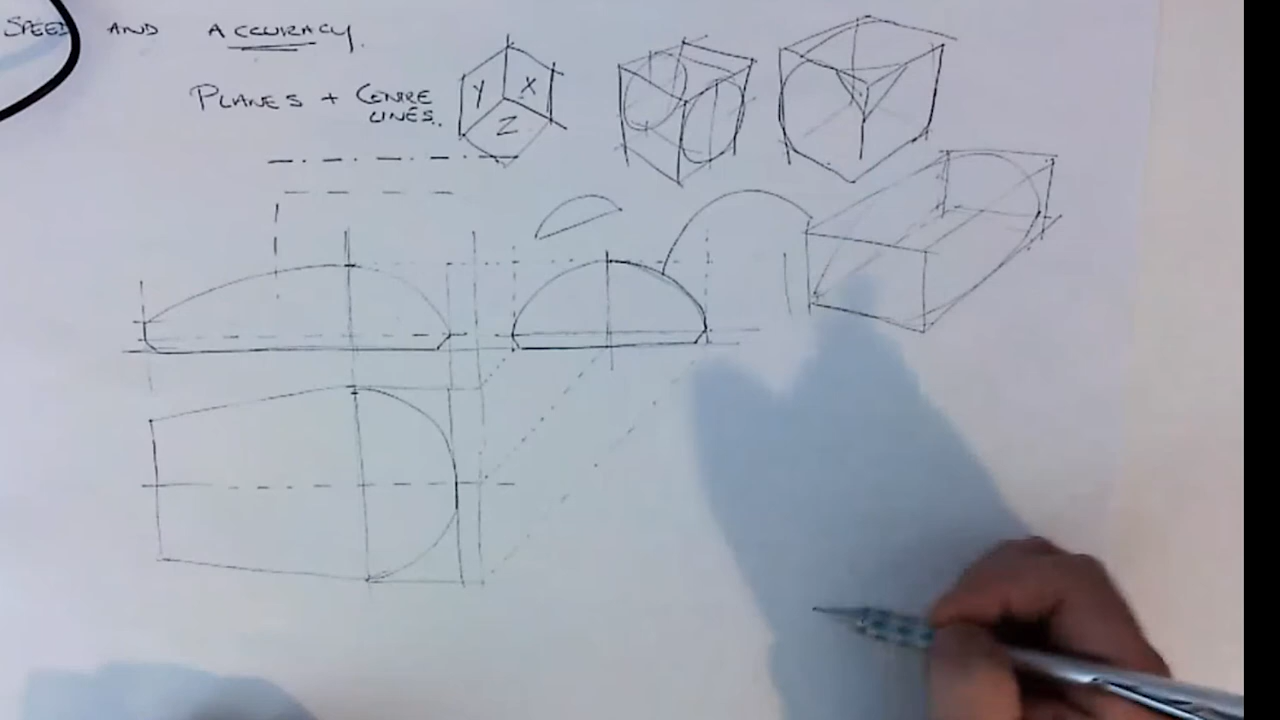 SPEED AND ACCURACY.
PLANES + CENTRE
LINES.
Y X
Z